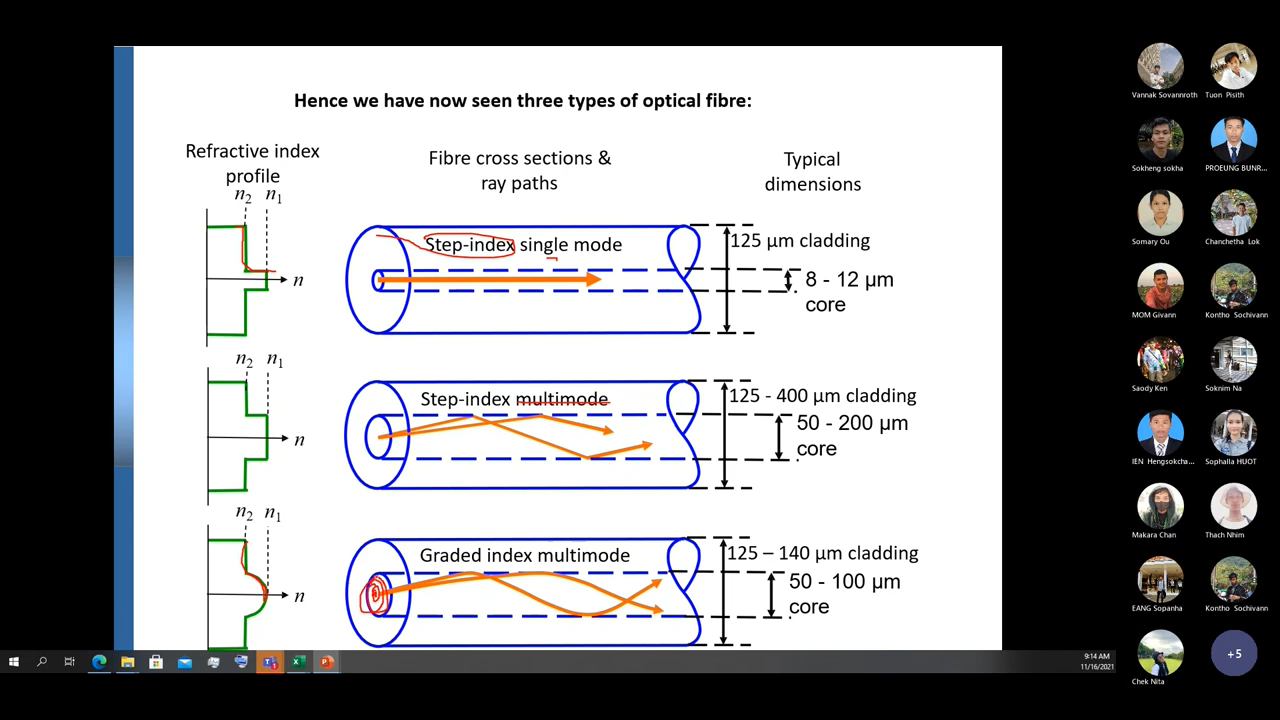 Hence we have now seen three types of optical fibre:
Refractive index
profile
Fibre cross sections &
ray paths
Typical
dimensions
n2 n1
n
Step-index single mode
125 µm cladding
8 - 12 µm
core
n2 n1
n
Step-index multimode
125 - 400 µm cladding
50 - 200 µm
core
n2 n1
n
Graded index multimode
125 – 140 µm cladding
50 - 100 µm
core
9:14 AM
11/16/2021
Vannak Sovannroth
Tuon Pisith
Sokheng sokha
PROEUNG BUNR...
Somary Ou
Chanchetha Lok
MOM Givann
Kontho Sochivann
Saody Ken
Soknim Na
IEN Hengsokcha...
Sophalla HUOT
Makara Chan
Thach Nhim
EANG Sopanha
Kontho Sochivann
Chek Nita
+5